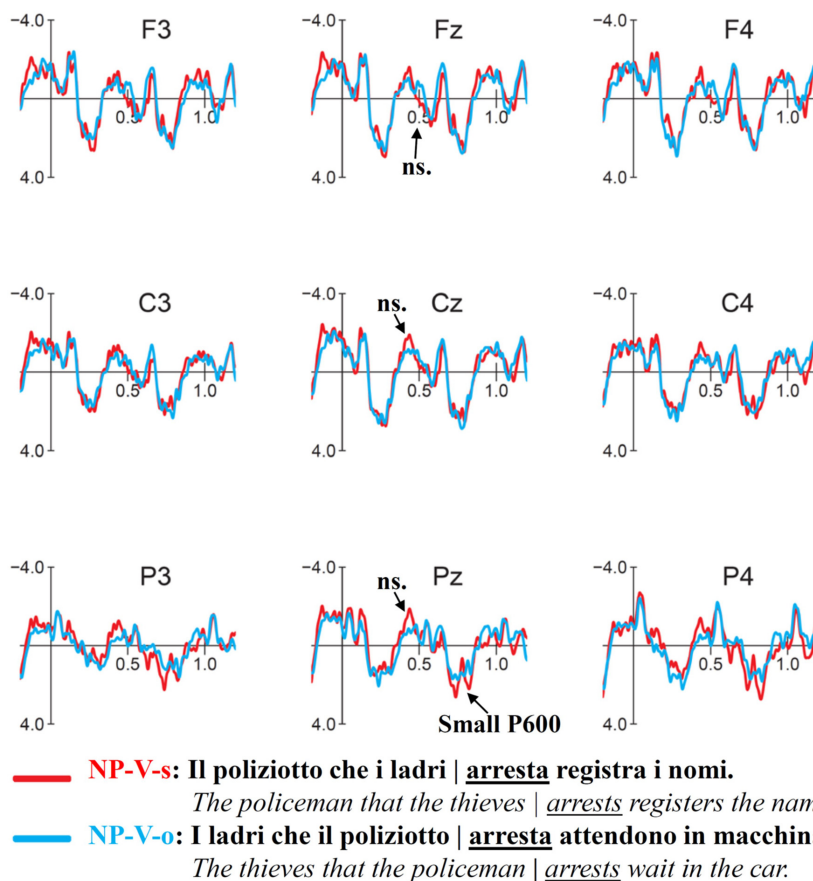 −4.0 F3 Fz F4
0.5 1.0 0.5 1.0 0.5 1.0
4.0 ns. 4.0
−4.0 C3 −4.0 ns. Cz −4.0 C4
0.5 1.0 0.5 1.0 0.5 1.0
4.0 4.0 4.0
−4.0 P3 −4.0 ns. Pz −4.0 P4
0.5 1.0 0.5 1.0 0.5 1.0
4.0 4.0 Small P600 4.0
NP-V-s: Il poliziotto che i ladri | arresta registra i nomi.
The policeman that the thieves | arrests registers the nam
NP-V-o: I ladri che il poliziotto | arresta attendono in macchin
The thieves that the policeman | arrests wait in the car.